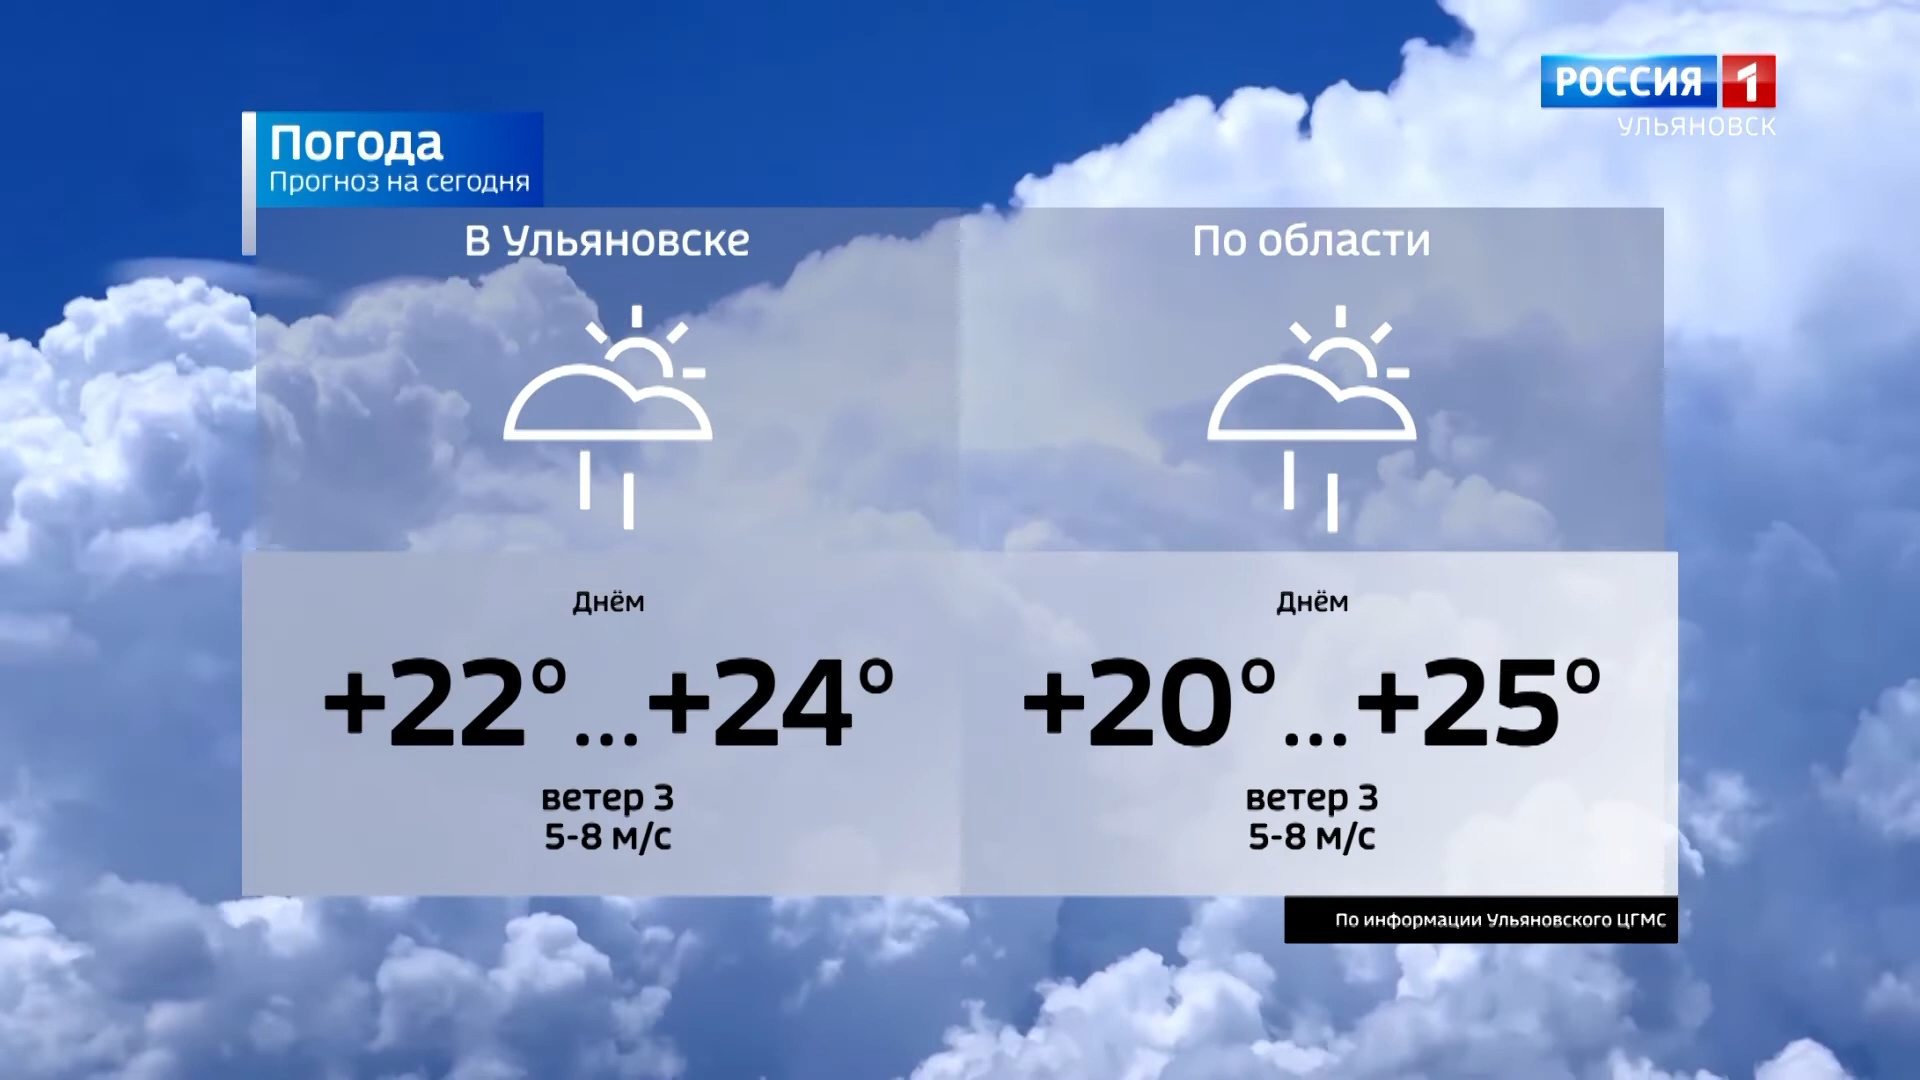 РОССИЯ 1
УЛЬЯНОВСК
Погода
Прогноз на сегодня
В Ульяновске
Днём
+22°...+24°
ветер З
5-8 м/с
По области
Днём
+20°...+25°
ветер З
5-8 м/с
По информации Ульяновского ЦГМС